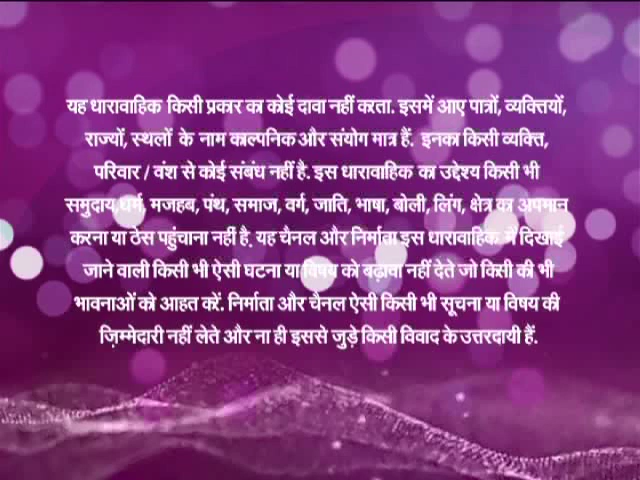 यह धारावाहिक किसी प्रकार का कोई दावा नहीं करता. इसमें आए पात्रों, व्यक्तियों,
राज्यों, स्थलों के नाम काल्पनिक और संयोग मात्र हैं. इनका किसी व्यक्ति,
परिवार / वंश से कोई संबंध नहीं है. इस धारावाहिक का उद्देश्य किसी भी
समुदाय,धर्म, मजहब, पंथ, समाज, वर्ग, जाति, भाषा, बोली, लिंग, क्षेत्र का अपमान
करना या ठेस पहुंचाना नहीं है, यह चैनल और निर्माता इस धारावाहिक में दिखाई
जाने वाली किसी भी ऐसी घटना या विषय को बढ़ावा नहीं देते जो किसी की भी
भावनाओं को आहत करें. निर्माता और चैनल ऐसी किसी भी सूचना या विषय की
ज़िम्मेदारी नहीं लेते और ना ही इससे जुड़े किसी विवाद के उत्तरदायी हैं.